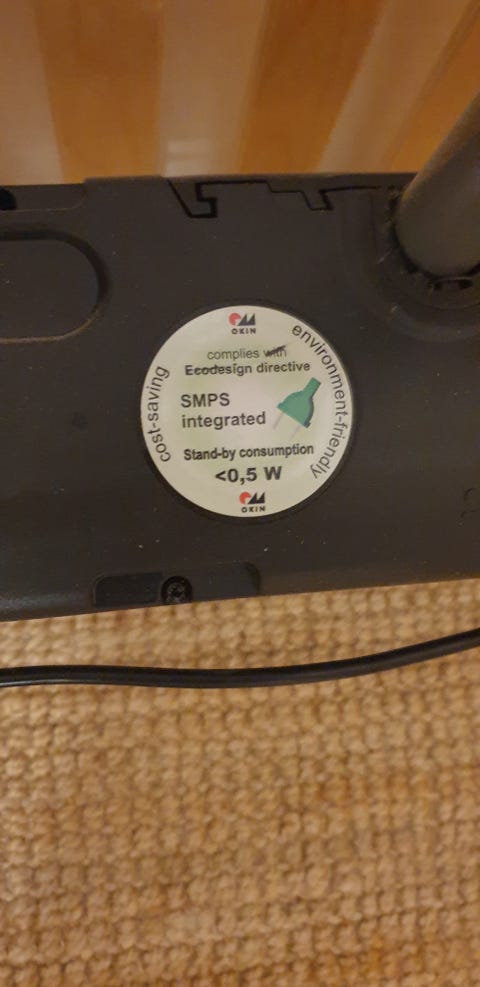 OKIN
complies with
Ecodesign directive
cost-saving
environment-friendly
SMPS
integrated
Stand-by consumption
<0,5 W
OKIN